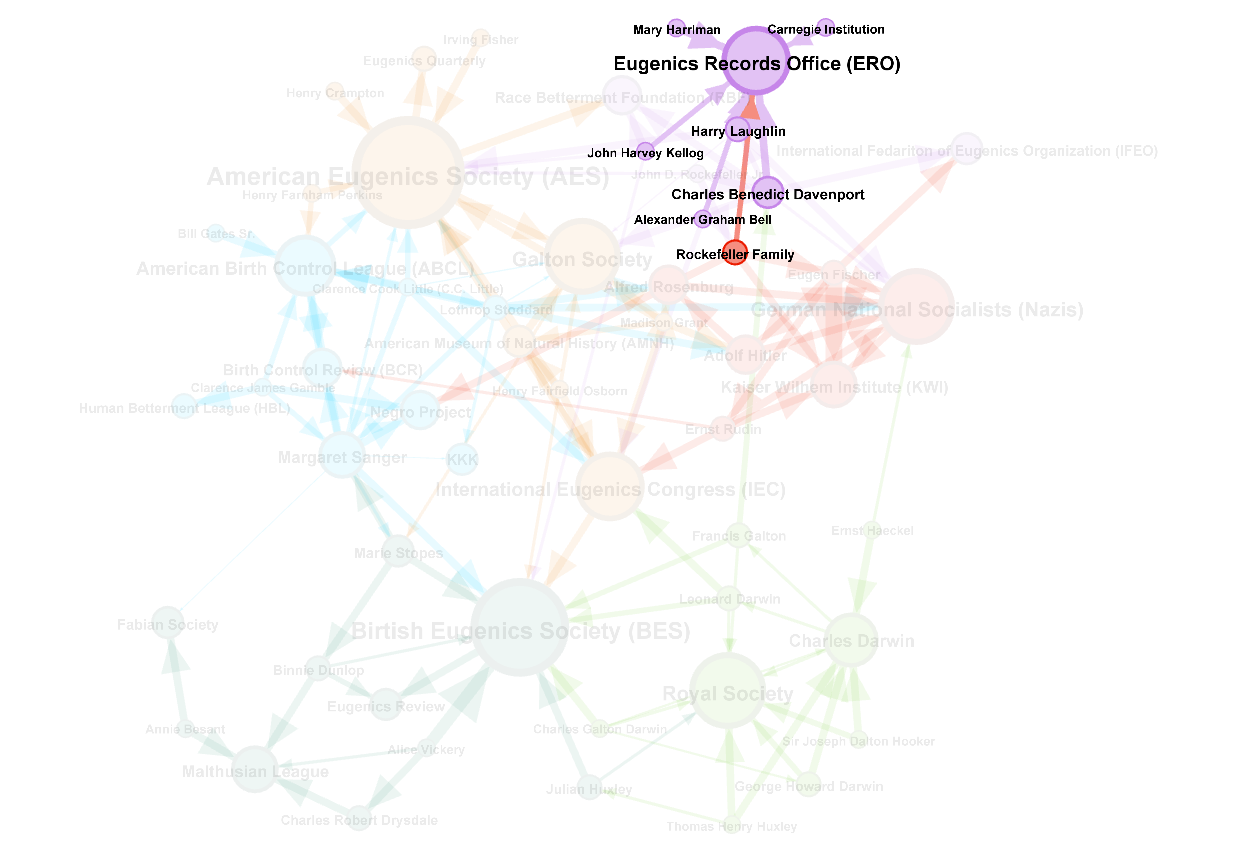 Mary Harriman
Carnegie Institution
Irving Fisher
Eugenics Quarterly
Eugenics Records Office (ERO)
Henry Crampton
Race Betterment Foundation (RBF)
Harry Laughlin
John Harvey Kellog
International Fedariton of Eugenics Organization (IFEO)
American Eugenics Society (AES)
John D. Rockefeller Jr.
Henry Farnham Perkins
Charles Benedict Davenport
Alexander Graham Bell
Bill Gates Sr.
Rockefeller Family
Galton Society
American Birth Control League (ABCL)
Eugen Fischer
Clarence Cook Little (C.C. Little)
Alfred Rosenburg
Lothrop Stoddard
German National Socialists (Nazis)
Madison Grant
American Museum of Natural History (AMNH)
Adolf Hitler
Birth Control Review (BCR)
Clarence James Gamble
Henry Fairfield Osborn
Kaiser Wilhem Institute (KWI)
Human Betterment League (HBL)
Negro Project
Ernst Rudin
Margaret Sanger
KKK
International Eugenics Congress (IEC)
Francis Galton
Ernst Haeckel
Marie Stopes
Leonard Darwin
Fabian Society
Birtish Eugenics Society (BES)
Charles Darwin
Binnie Dunlop
Royal Society
Eugenics Review
Annie Besant
Charles Galton Darwin
Sir Joseph Dalton Hooker
Alice Vickery
Malthusian League
Julian Huxley
George Howard Darwin
Charles Robert Drysdale
Thomas Henry Huxley